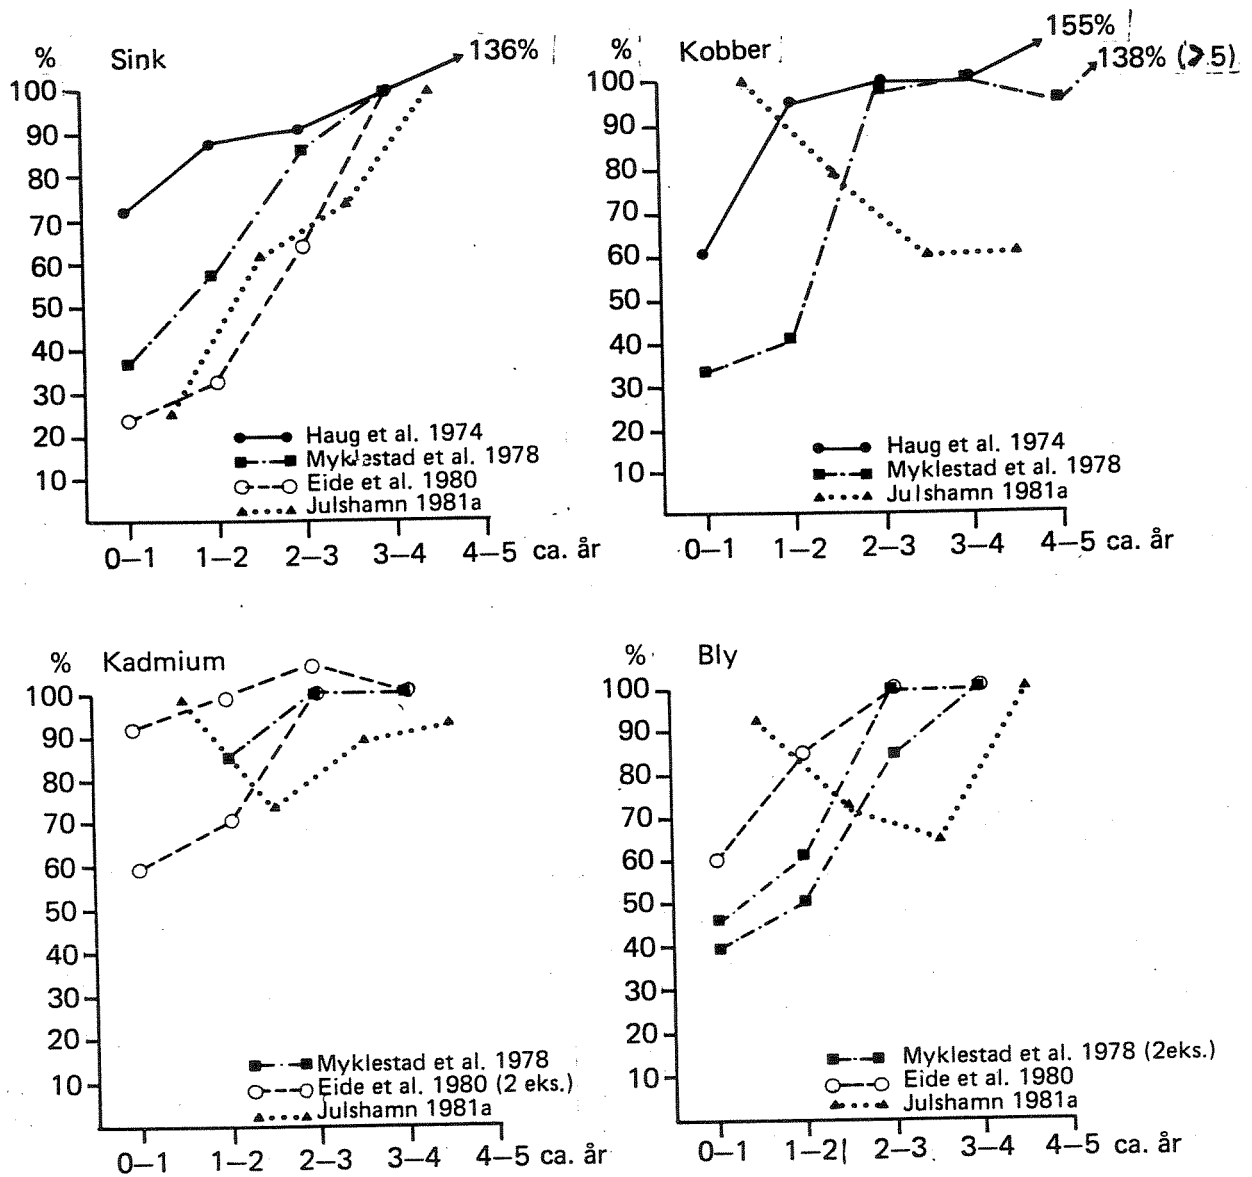 % Sink
136%
100
90
80
70
60
50
40
30
20
10
Haug et al. 1974
Myklestad et al. 1978
Eide et al. 1980
Julshamn 1981a
0–1 1–2 2–3 3–4 4–5 ca. år
% Kobber
155%
138% (>5)
100
90
80
70
60
50
40
30
20
10
Haug et al. 1974
Myklestad et al. 1978
Julshamn 1981a
0–1 1–2 2–3 3–4 4–5 ca. år
% Kadmium
100
90
80
70
60
50
40
30
20
10
Myklestad et al. 1978
Eide et al. 1980 (2 eks.)
Julshamn 1981a
0–1 1–2 2–3 3–4 4–5 ca. år
% Bly
100
90
80
70
60
50
40
30
20
10
Myklestad et al. 1978 (2eks.)
Eide et al. 1980
Julshamn 1981a
0–1 1–2 2–3 3–4 4–5 ca. år